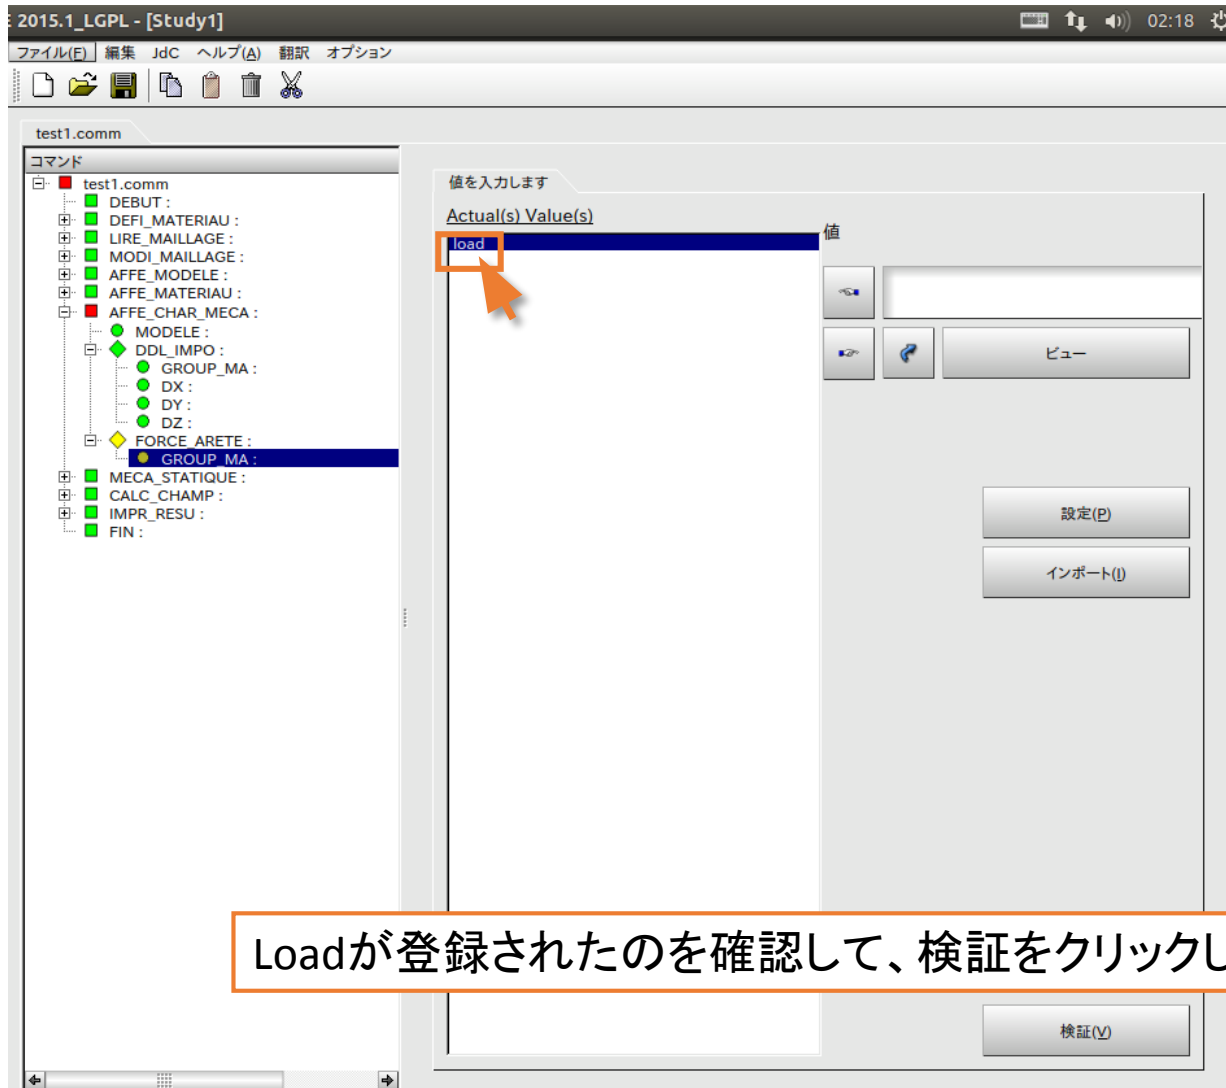 E 2015.1_LGPL - [Study1]
02:18
ファイル(F) 編集 JdC ヘルプ(A) 翻訳 オプション
test1.comm
コマンド
test1.comm
DEBUT :
DEFI_MATERIAU :
LIRE_MAILLAGE :
MODI_MAILLAGE :
AFFE_MODELE :
AFFE_MATERIAU :
AFFE_CHAR_MECA :
MODELE :
DDL_IMPO :
GROUP_MA :
DX :
DY :
DZ :
FORCE_ARETE :
GROUP_MA :
MECA_STATIQUE :
CALC_CHAMP :
IMPR_RESU :
FIN :
値を入力します
Actual(s) Value(s)
load
値
ビュー
設定(P)
インポート(I)
Loadが登録されたのを確認して、検証をクリックし
検証(V)